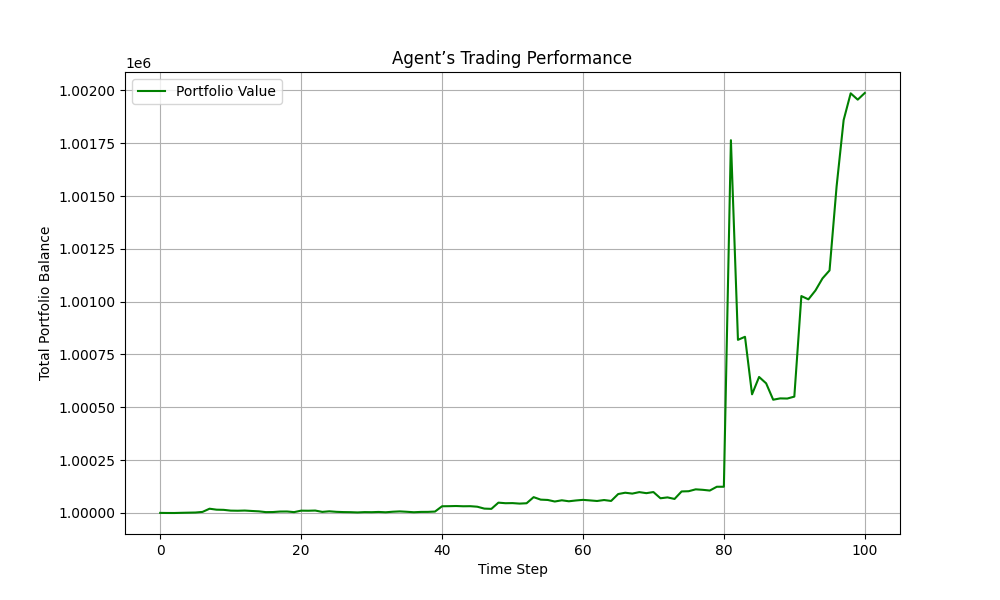 Agent’s Trading Performance
1e6
Portfolio Value
1.00200
1.00175
1.00150
1.00125
1.00100
1.00075
1.00050
1.00025
1.00000
Total Portfolio Balance
0 20 40 60 80 100
Time Step